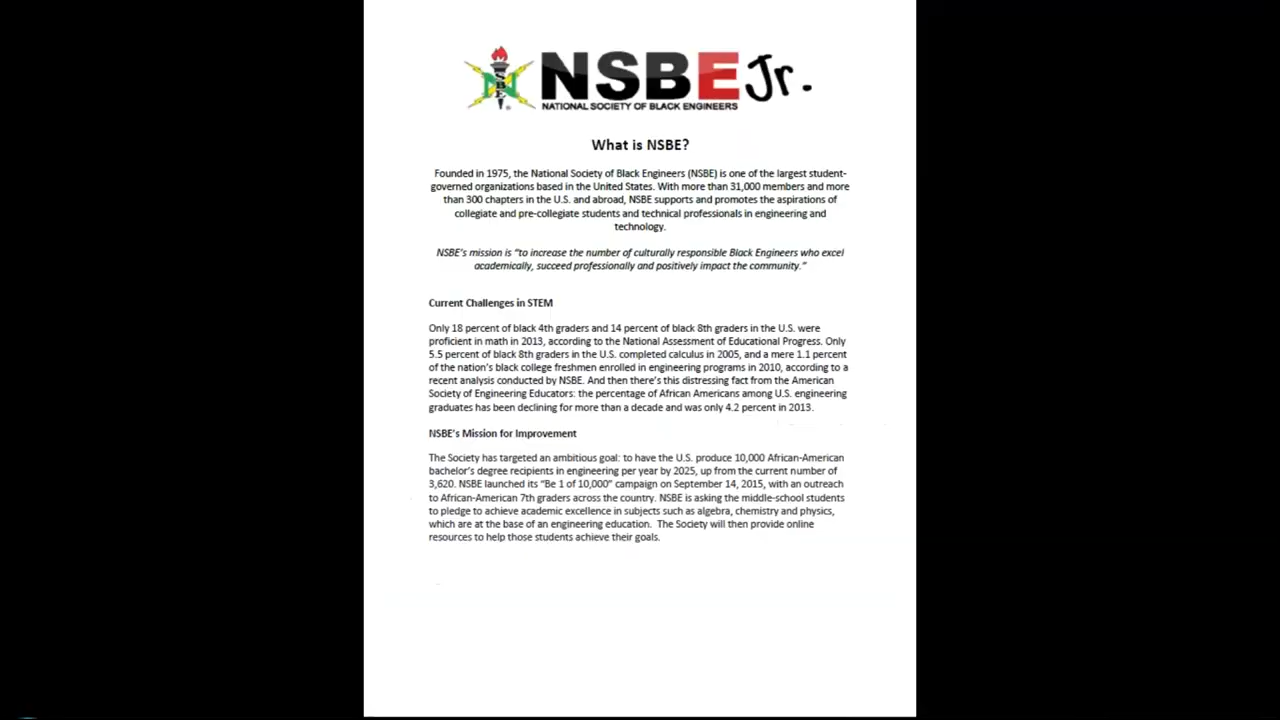 NSBE
NSBE Jr.
NATIONAL SOCIETY OF BLACK ENGINEERS
What is NSBE?
Founded in 1975, the National Society of Black Engineers (NSBE) is one of the largest student-
governed organizations based in the United States. With more than 31,000 members and more
than 300 chapters in the U.S. and abroad, NSBE supports and promotes the aspirations of
collegiate and pre-collegiate students and technical professionals in engineering and
technology.
NSBE's mission is "to increase the number of culturally responsible Black Engineers who excel
academically, succeed professionally and positively impact the community."
Current Challenges in STEM
Only 18 percent of black 4th graders and 14 percent of black 8th graders in the U.S. were
proficient in math in 2013, according to the National Assessment of Educational Progress. Only
5.5 percent of black 8th graders in the U.S. completed calculus in 2005, and a mere 1.1 percent
of the nation's black college freshmen enrolled in engineering programs in 2010, according to a
recent analysis conducted by NSBE. And then there's this distressing fact from the American
Society of Engineering Educators: the percentage of African Americans among U.S. engineering
graduates has been declining for more than a decade and was only 4.2 percent in 2013.
NSBE's Mission for Improvement
The Society has targeted an ambitious goal: to have the U.S. produce 10,000 African-American
bachelor's degree recipients in engineering per year by 2025, up from the current number of
3,620. NSBE launched its "Be 1 of 10,000" campaign on September 14, 2015, with an outreach
to African-American 7th graders across the country. NSBE is asking the middle-school students
to pledge to achieve academic excellence in subjects such as algebra, chemistry and physics,
which are at the base of an engineering education.  The Society will then provide online
resources to help those students achieve their goals.